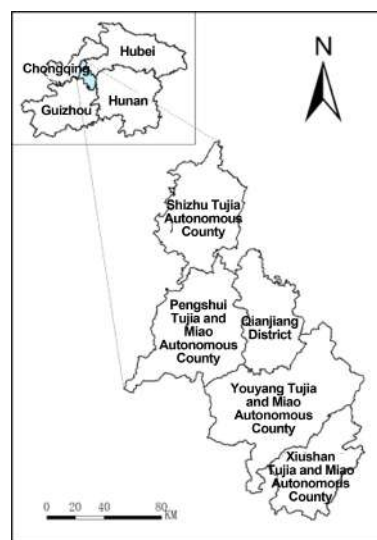 Hubei
Chongqing
Guizhou
Hunan
N
Shizhu Tujia
Autonomous
County
Pengshui
Tujia and
Miao
Autonomous
County
Qianjiang
District
Youyang Tujia
and Miao
Autonomous
County
Xiushan
Tujia and Miao
Autonomous
County
0 20 40 80
KM